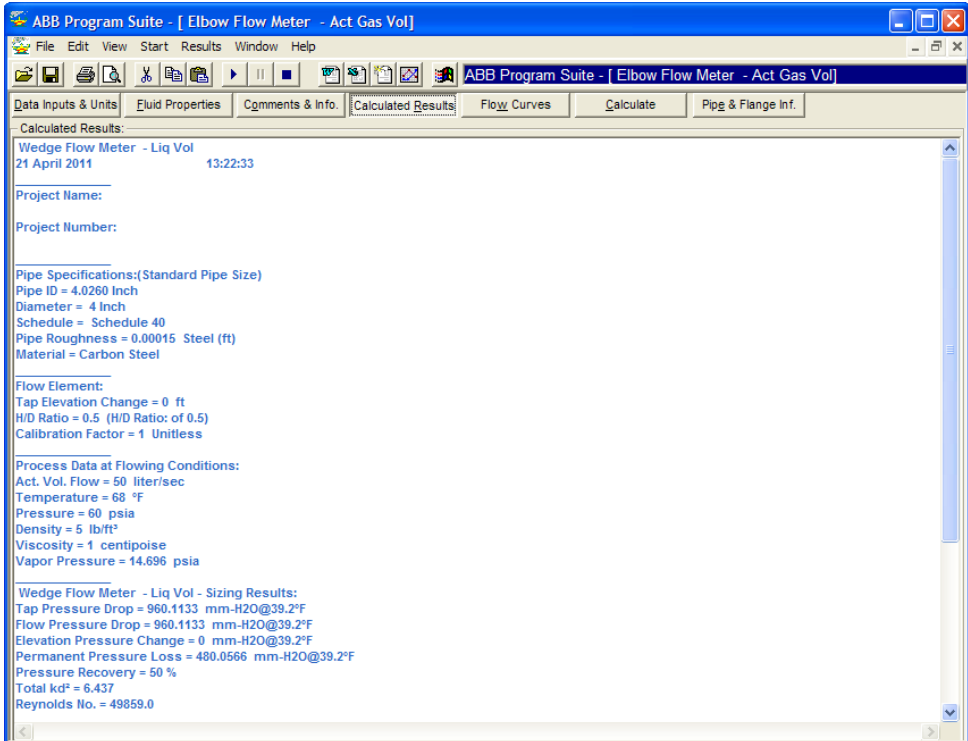 ABB Program Suite - [ Elbow Flow Meter - Act Gas Vol]
File Edit View Start Results Window Help
ABB Program Suite - [ Elbow Flow Meter - Act Gas Vol]
Data Inputs & Units Fluid Properties Comments & Info. Calculated Results Flow Curves Calculate Pipe & Flange Inf.
Calculated Results:
Wedge Flow Meter - Liq Vol
21 April 2011 13:22:33
Project Name:
Project Number:
Pipe Specifications:(Standard Pipe Size)
Pipe ID = 4.0260 Inch
Diameter = 4 Inch
Schedule = Schedule 40
Pipe Roughness = 0.00015 Steel (ft)
Material = Carbon Steel
Flow Element:
Tap Elevation Change = 0 ft
H/D Ratio = 0.5 (H/D Ratio: of 0.5)
Calibration Factor = 1 Unitless
Process Data at Flowing Conditions:
Act. Vol. Flow = 50 liter/sec
Temperature = 68 ºF
Pressure = 60 psia
Density = 5 lb/ft³
Viscosity = 1 centipoise
Vapor Pressure = 14.696 psia
Wedge Flow Meter - Liq Vol - Sizing Results:
Tap Pressure Drop = 960.1133 mm-H2O@39.2ºF
Flow Pressure Drop = 960.1133 mm-H2O@39.2ºF
Elevation Pressure Change = 0 mm-H2O@39.2ºF
Permanent Pressure Loss = 480.0566 mm-H2O@39.2ºF
Pressure Recovery = 50 %
Total kd² = 6.437
Reynolds No. = 49859.0